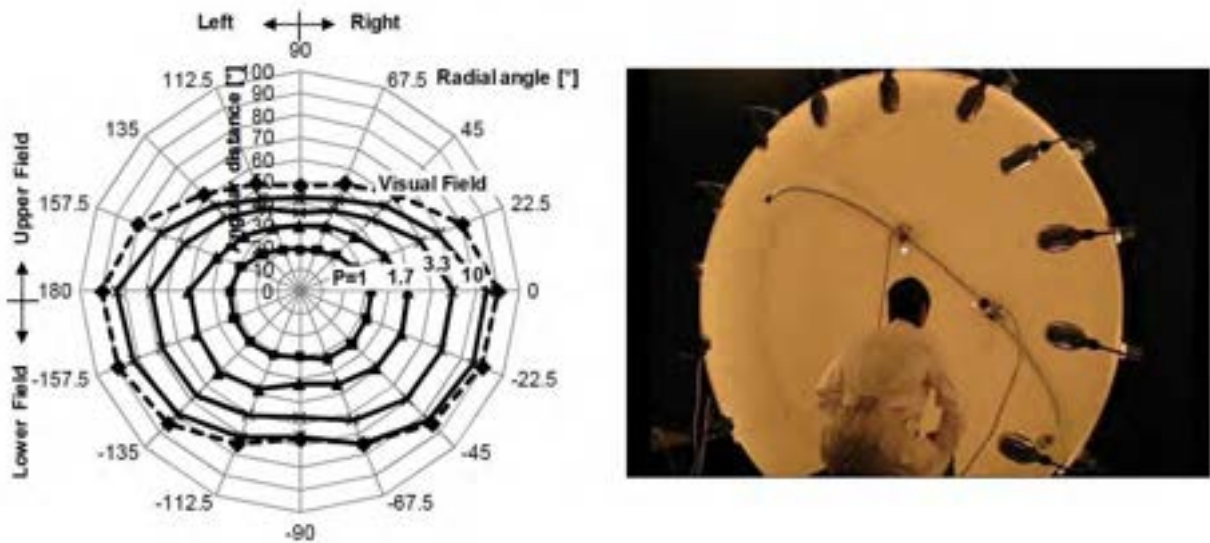 Left Right
90
112.5 67.5 Radial angle [°]
135 45
157.5 22.5
180 0
-157.5 -22.5
-135 -45
-112.5 -67.5
-90
100
90
80
70
60
50
40
30
20
10
0
distance [°]
Visual Field
P=1 1.7 3.3 10
Upper Field
Lower Field